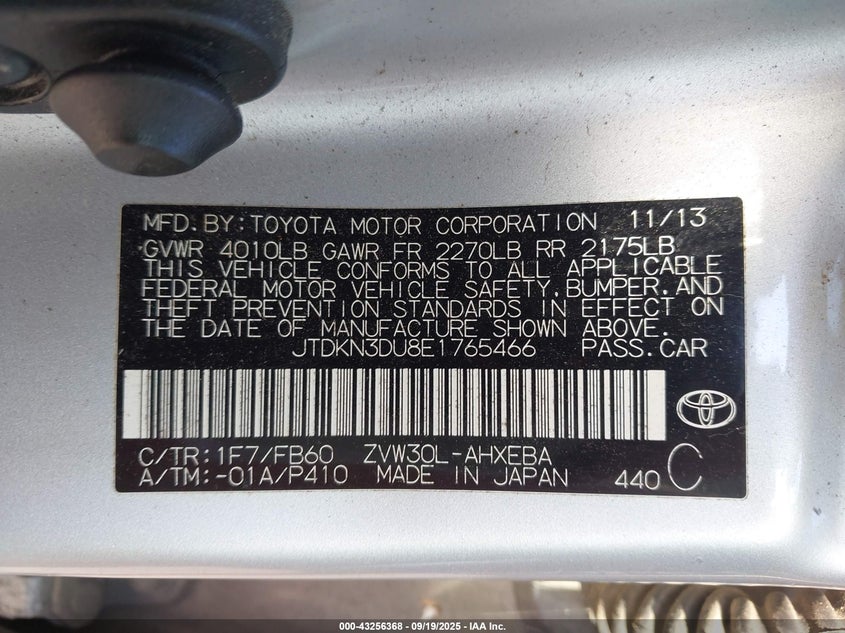 MFD. BY: TOYOTA MOTOR CORPORATION 11/13
GVWR 4010LB GAWR FR 2270LB RR 2175LB
THIS VEHICLE CONFORMS TO ALL APPLICABLE
FEDERAL MOTOR VEHICLE SAFETY, BUMPER, AND
THEFT PREVENTION STANDARDS IN EFFECT ON
THE DATE OF MANUFACTURE SHOWN ABOVE.
JTDKN3DU8E1765466 PASS. CAR
C/TR: 1F7/FB60 ZVW30L-AHXEBA
A/TM: -01A/P410 MADE IN JAPAN 440 C
000-43256368 - 09/19/2025 - IAA Inc.